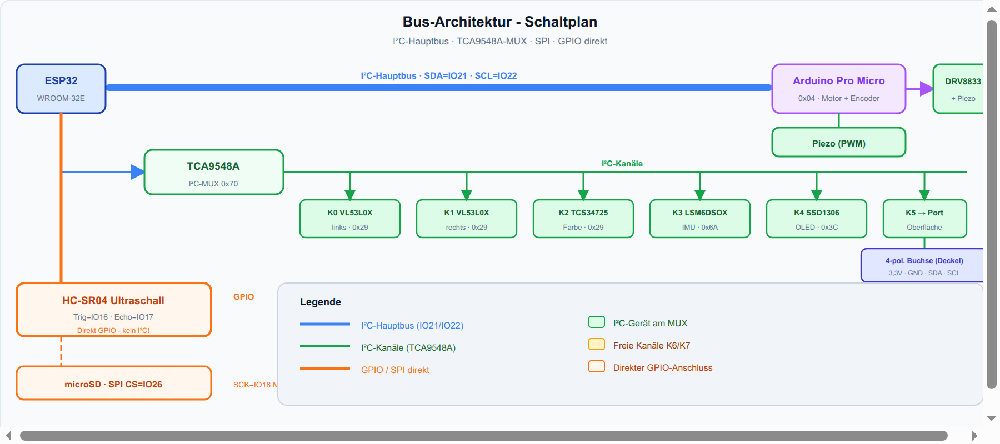 Bus-Architektur - Schaltplan
I²C-Hauptbus · TCA9548A-MUX · SPI · GPIO direkt
ESP32
WROOM-32E
I²C-Hauptbus · SDA=IO21 · SCL=IO22
Arduino Pro Micro
0x04 · Motor + Encoder
DRV8833
+ Piezo
Piezo (PWM)
TCA9548A
I²C-MUX 0x70
I²C-Kanäle
K0 VL53L0X
links · 0x29
K1 VL53L0X
rechts · 0x29
K2 TCS34725
Farbe · 0x29
K3 LSM6DSOX
IMU · 0x6A
K4 SSD1306
OLED · 0x3C
K5 → Port
Oberfläche
4-pol. Buchse (Deckel)
3,3V · GND · SDA · SCL
HC-SR04 Ultraschall
Trig=IO16 · Echo=IO17
Direkt GPIO - kein I²C!
GPIO
microSD · SPI CS=IO26
SCK=IO18
Legende
I²C-Hauptbus (IO21/IO22)
I²C-Kanäle (TCA9548A)
GPIO / SPI direkt
I²C-Gerät am MUX
Freie Kanäle K6/K7
Direkter GPIO-Anschluss